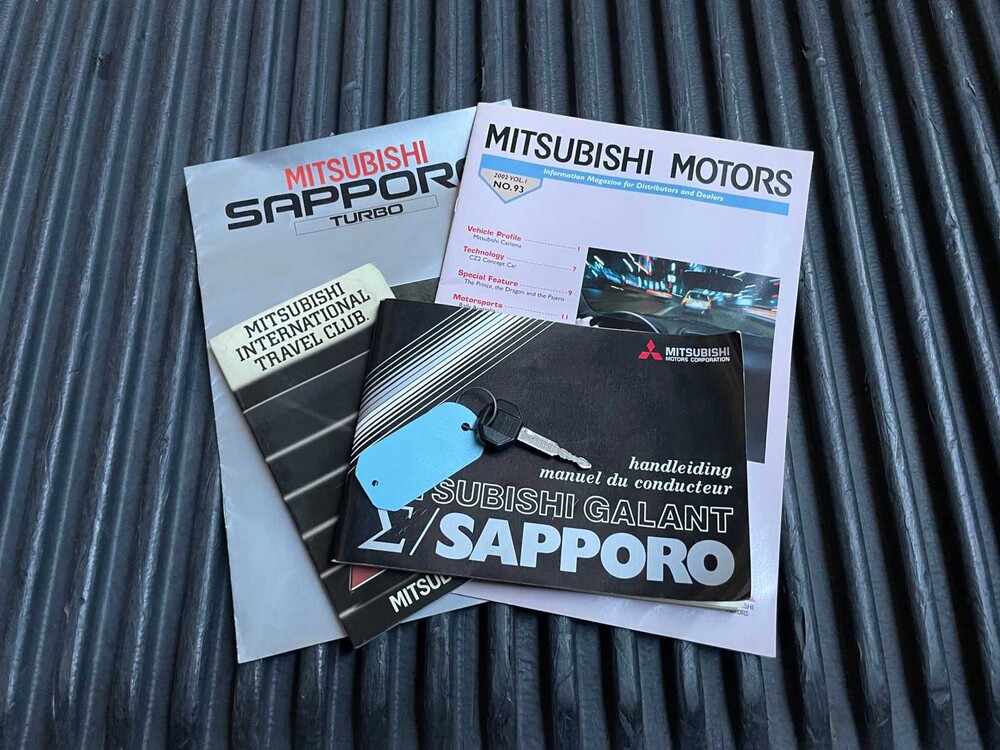 MITSUBISHI
SAPPORO
TURBO
MITSUBISHI MOTORS
2002 VOL. 1
NO. 93
Information Magazine for Distributors and Dealers
Vehicle Profile 1
Mitsubishi Carisma
Technology 7
CZ2 Concept Car
Special Feature 9
The Prince, the Dragon and the Pajero
Motorsports 11
MITSUBISHI
INTERNATIONAL
TRAVEL CLUB
MITSUBISHI
MOTORS CORPORATION
handleiding
manuel du conducteur
TSUBISHI GALANT
Σ/SAPPORO
MITSU